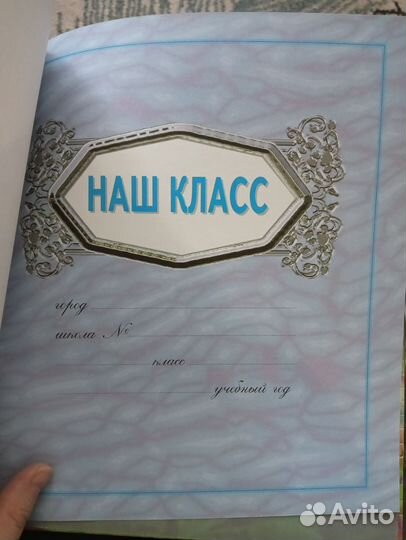 НАШ КЛАСС
город
школа №
класс
учебный год
Avito